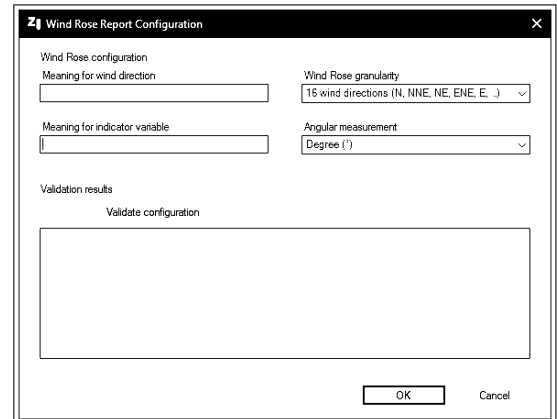 Wind Rose Report Configuration
Wind Rose configuration
Meaning for wind direction
Wind Rose granularity
16 wind directions (N, NNE, NE, ENE, E, ..)
Meaning for indicator variable
Angular measurement
Degree (°)
Validation results
Validate configuration
OK
Cancel